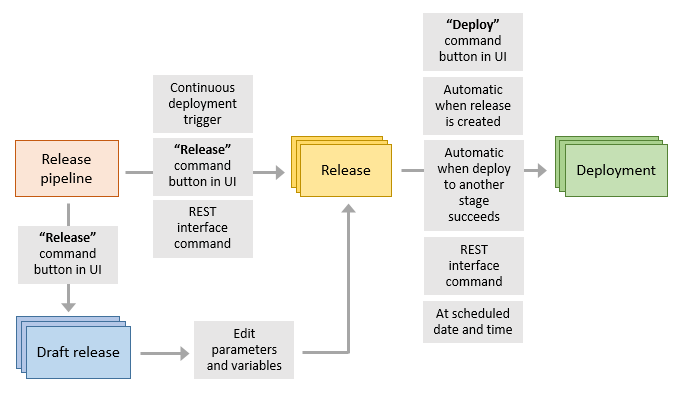 Release
pipeline
“Release”
command
button in UI
Draft release
Continuous
deployment
trigger
“Release”
command
button in UI
REST
interface
command
Edit
parameters
and variables
Release
“Deploy”
command
button in UI
Automatic
when release
is created
Automatic
when deploy
to another
stage
succeeds
REST
interface
command
At scheduled
date and time
Deployment